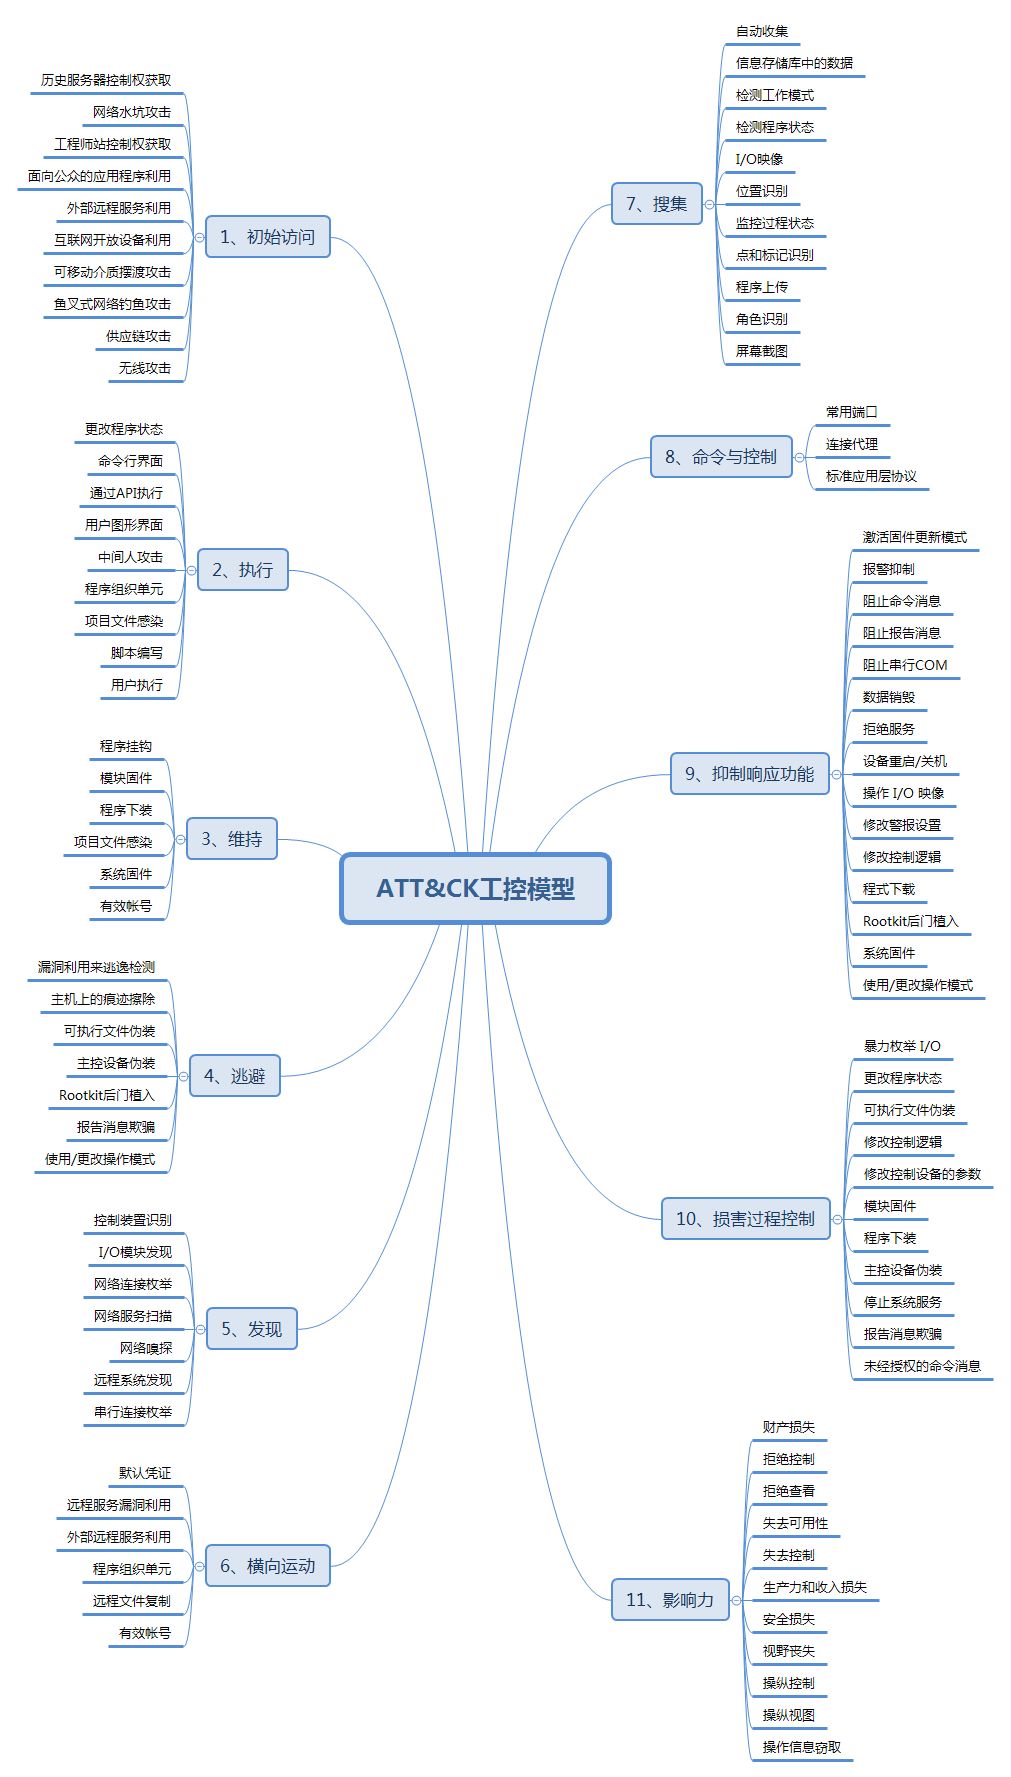 ATT&CK工控模型
1、初始访问
历史服务器控制权获取
网络水坑攻击
工程师站控制权获取
面向公众的应用程序利用
外部远程服务利用
互联网开放设备利用
可移动介质摆渡攻击
鱼叉式网络钓鱼攻击
供应链攻击
无线攻击
2、执行
更改程序状态
命令行界面
通过API执行
用户图形界面
中间人攻击
程序组织单元
项目文件感染
脚本编写
用户执行
3、维持
程序挂钩
模块固件
程序下装
项目文件感染
系统固件
有效帐号
4、逃避
漏洞利用来逃逸检测
主机上的痕迹擦除
可执行文件伪装
主控设备伪装
Rootkit后门植入
报告消息欺骗
使用/更改操作模式
5、发现
控制装置识别
I/O模块发现
网络连接枚举
网络服务扫描
网络嗅探
远程系统发现
串行连接枚举
6、横向运动
默认凭证
远程服务漏洞利用
外部远程服务利用
程序组织单元
远程文件复制
有效帐号
7、搜集
自动收集
信息存储库中的数据
检测工作模式
检测程序状态
I/O映像
位置识别
监控过程状态
点和标记识别
程序上传
角色识别
屏幕截图
8、命令与控制
常用端口
连接代理
标准应用层协议
9、抑制响应功能
激活固件更新模式
报警抑制
阻止命令消息
阻止报告消息
阻止串行COM
数据销毁
拒绝服务
设备重启/关机
操作 I/O 映像
修改警报设置
修改控制逻辑
程式下载
Rootkit后门植入
系统固件
使用/更改操作模式
10、损害过程控制
暴力枚举 I/O
更改程序状态
可执行文件伪装
修改控制逻辑
修改控制设备的参数
模块固件
程序下装
主控设备伪装
停止系统服务
报告消息欺骗
未经授权的命令消息
11、影响力
财产损失
拒绝控制
拒绝查看
失去可用性
失去控制
生产力和收入损失
安全损失
视野丧失
操纵控制
操纵视图
操作信息窃取